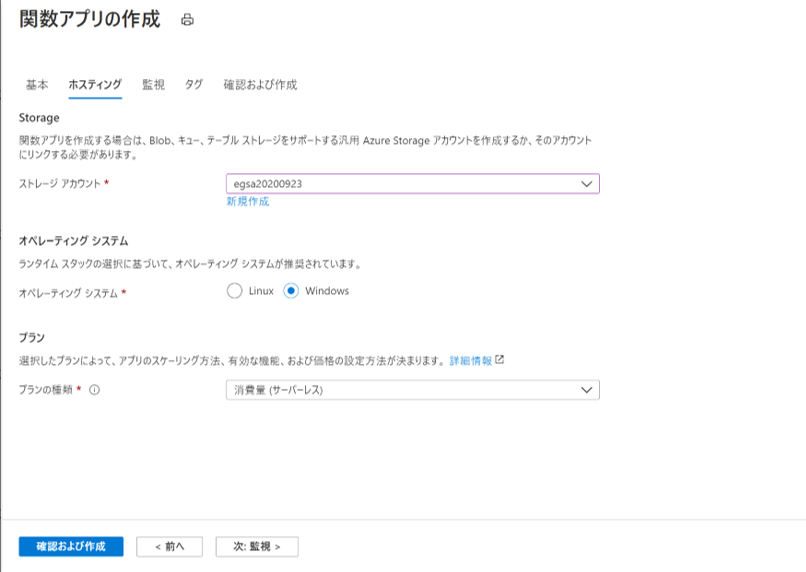 関数アプリの作成
基本 ホスティング 監視 タグ 確認および作成
Storage
関数アプリを作成する場合は、Blob、キュー、テーブル ストレージをサポートする汎用 Azure Storage アカウントを作成するか、そのアカウント
にリンクする必要があります。
ストレージ アカウント * egsa20200923
新規作成
オペレーティング システム
ランタイム スタックの選択に基づいて、オペレーティング システムが推奨されています。
オペレーティング システム * Linux Windows
プラン
選択したプランによって、アプリのスケーリング方法、有効な機能、および価格の設定方法が決まります。 詳細情報
プランの種類 * 消費量 (サーバーレス)
確認および作成 < 前へ 次: 監視 >